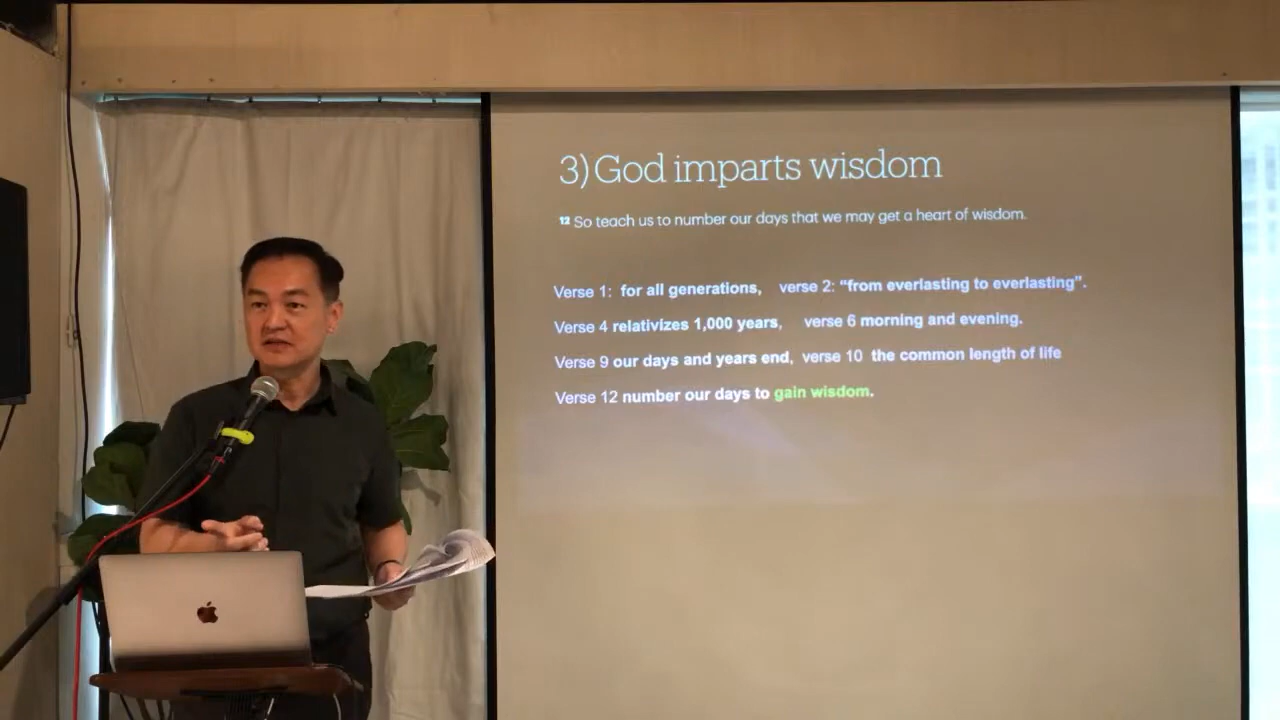 3) God imparts wisdom
12 So teach us to number our days that we may get a heart of wisdom.
Verse 1: for all generations, verse 2: “from everlasting to everlasting”.
Verse 4 relativizes 1,000 years, verse 6 morning and evening.
Verse 9 our days and years end, verse 10 the common length of life
Verse 12 number our days to gain wisdom.